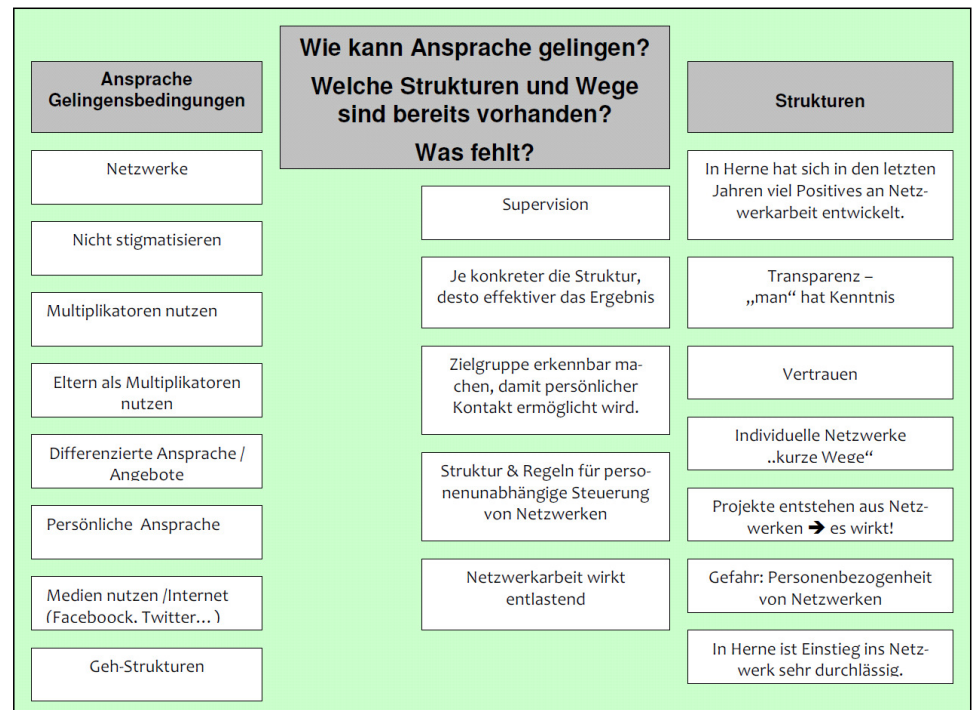 Wie kann Ansprache gelingen?
Welche Strukturen und Wege
sind bereits vorhanden?
Was fehlt?
Ansprache
Gelingensbedingungen
Netzwerke
Nicht stigmatisieren
Multiplikatoren nutzen
Eltern als Multiplikatoren
nutzen
Differenzierte Ansprache /
Angebote
Persönliche Ansprache
Medien nutzen /Internet
(Faceboock, Twitter… )
Geh-Strukturen
Supervision
Je konkreter die Struktur,
desto effektiver das Ergebnis
Zielgruppe erkennbar ma-
chen, damit persönlicher
Kontakt ermöglicht wird.
Struktur & Regeln für perso-
nenunabhängige Steuerung
von Netzwerken
Netzwerkarbeit wirkt
entlastend
Strukturen
In Herne hat sich in den letzten
Jahren viel Positives an Netz-
werkarbeit entwickelt.
Transparenz –
„man“ hat Kenntnis
Vertrauen
Individuelle Netzwerke
„kurze Wege“
Projekte entstehen aus Netz-
werken ➔ es wirkt!
Gefahr: Personenbezogenheit
von Netzwerken
In Herne ist Einstieg ins Netz-
werk sehr durchlässig.